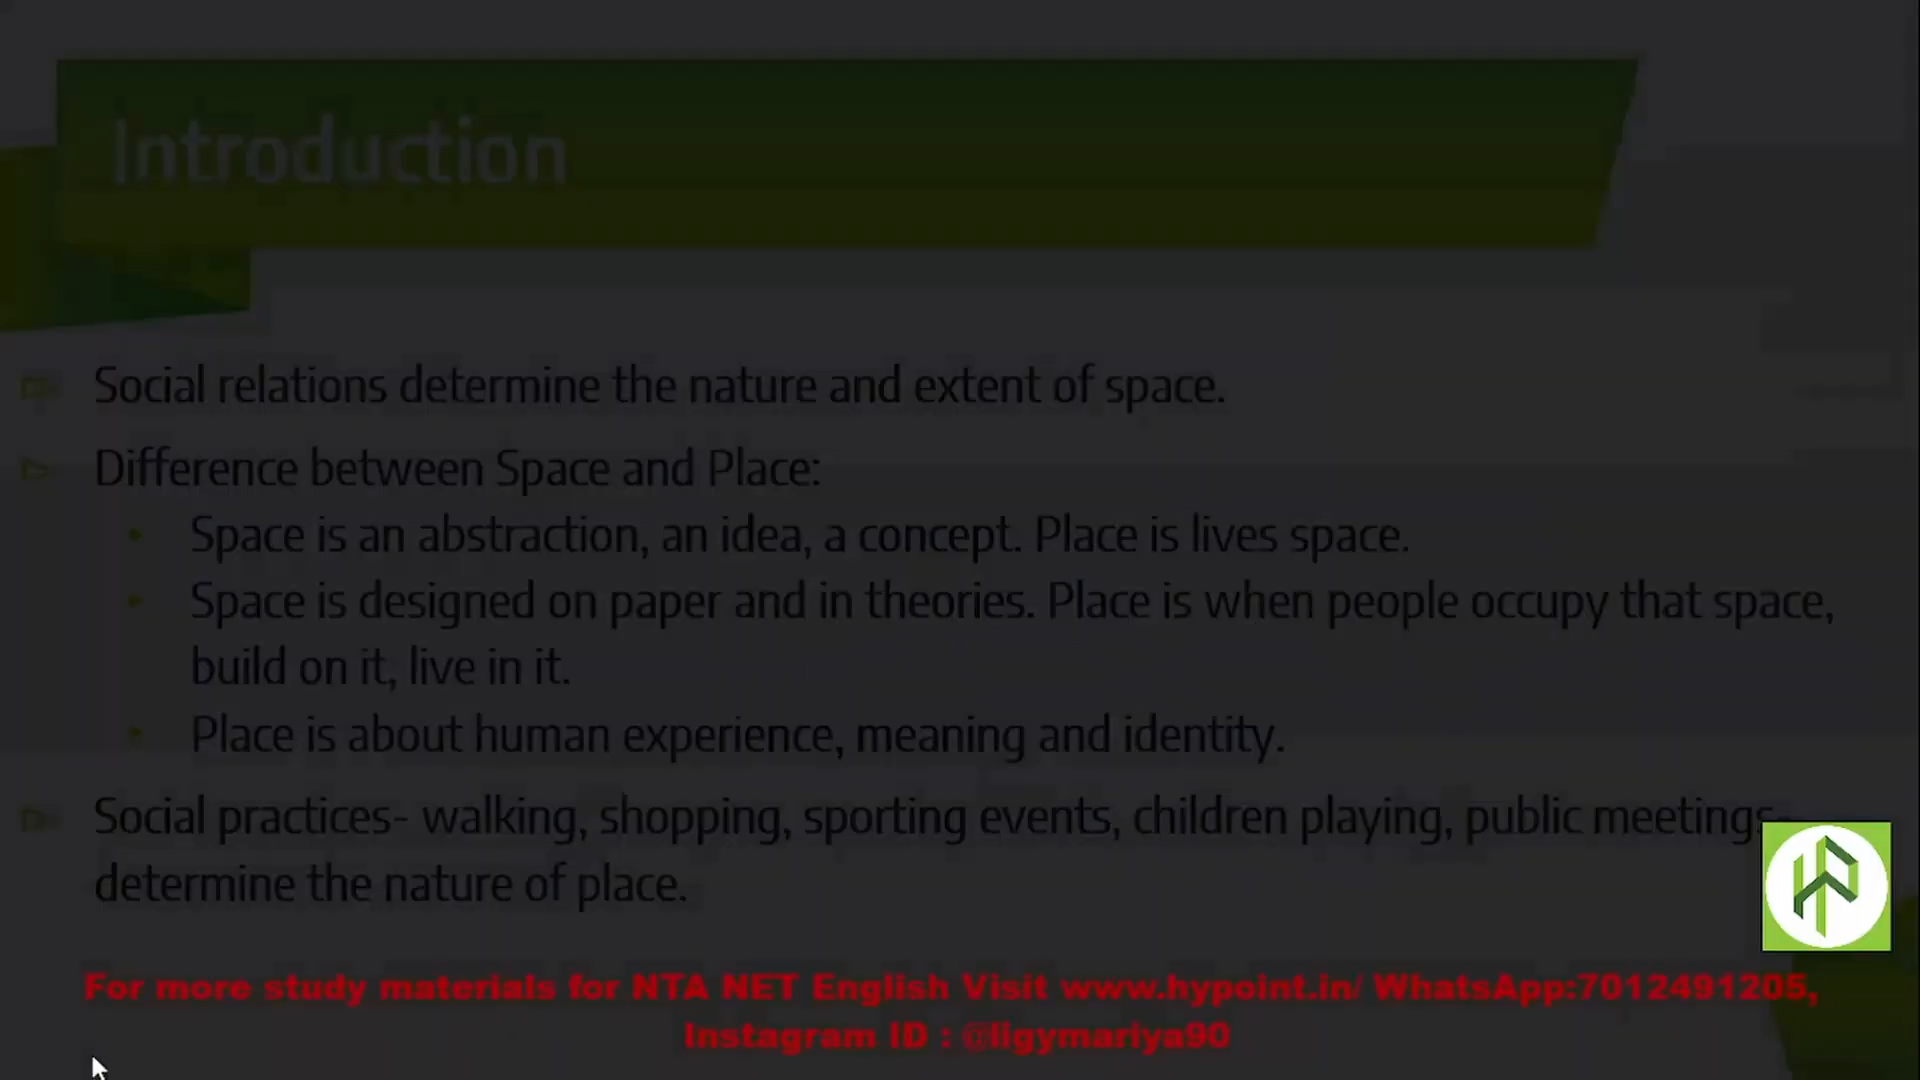 Introduction
Social relations determine the nature and extent of space.
Difference between Space and Place:
Space is an abstraction, an idea, a concept. Place is lives space.
Space is designed on paper and in theories. Place is when people occupy that space,
build on it, live in it.
Place is about human experience, meaning and identity.
Social practices- walking, shopping, sporting events, children playing, public meetings-
determine the nature of place.
For more study materials for NTA NET English Visit www.hypoint.in/ WhatsApp:7012491205,
Instagram ID : @ligymariya90